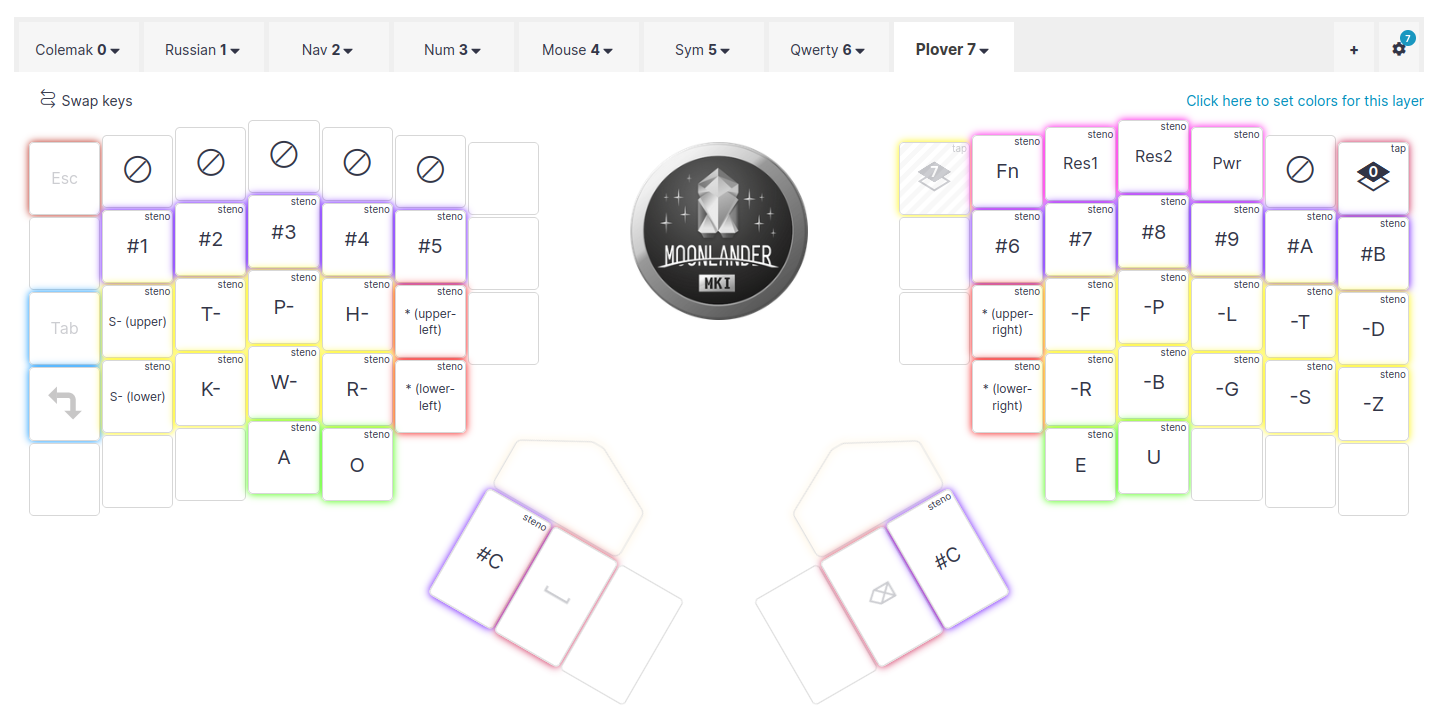 Colemak 0 Russian 1 Nav 2 Num 3 Mouse 4 Sym 5 Qwerty 6 Plover 7 + 7
Swap keys Click here to set colors for this layer
Esc
tap 7
steno Fn
steno Res1
steno Res2
steno Pwr
tap 0
steno #1
steno #2
steno #3
steno #4
steno #5
steno #6
steno #7
steno #8
steno #9
steno #A
steno #B
Tab
steno S- (upper)
steno T-
steno P-
steno H-
steno * (upper-
left)
steno * (upper-
right)
steno -F
steno -P
steno -L
steno -T
steno -D
steno S- (lower)
steno K-
steno W-
steno R-
steno * (lower-
left)
steno * (lower-
right)
steno -R
steno -B
steno -G
steno -S
steno -Z
steno A
steno O
steno E
steno U
steno #C
steno #C
MOONLANDER
MKI